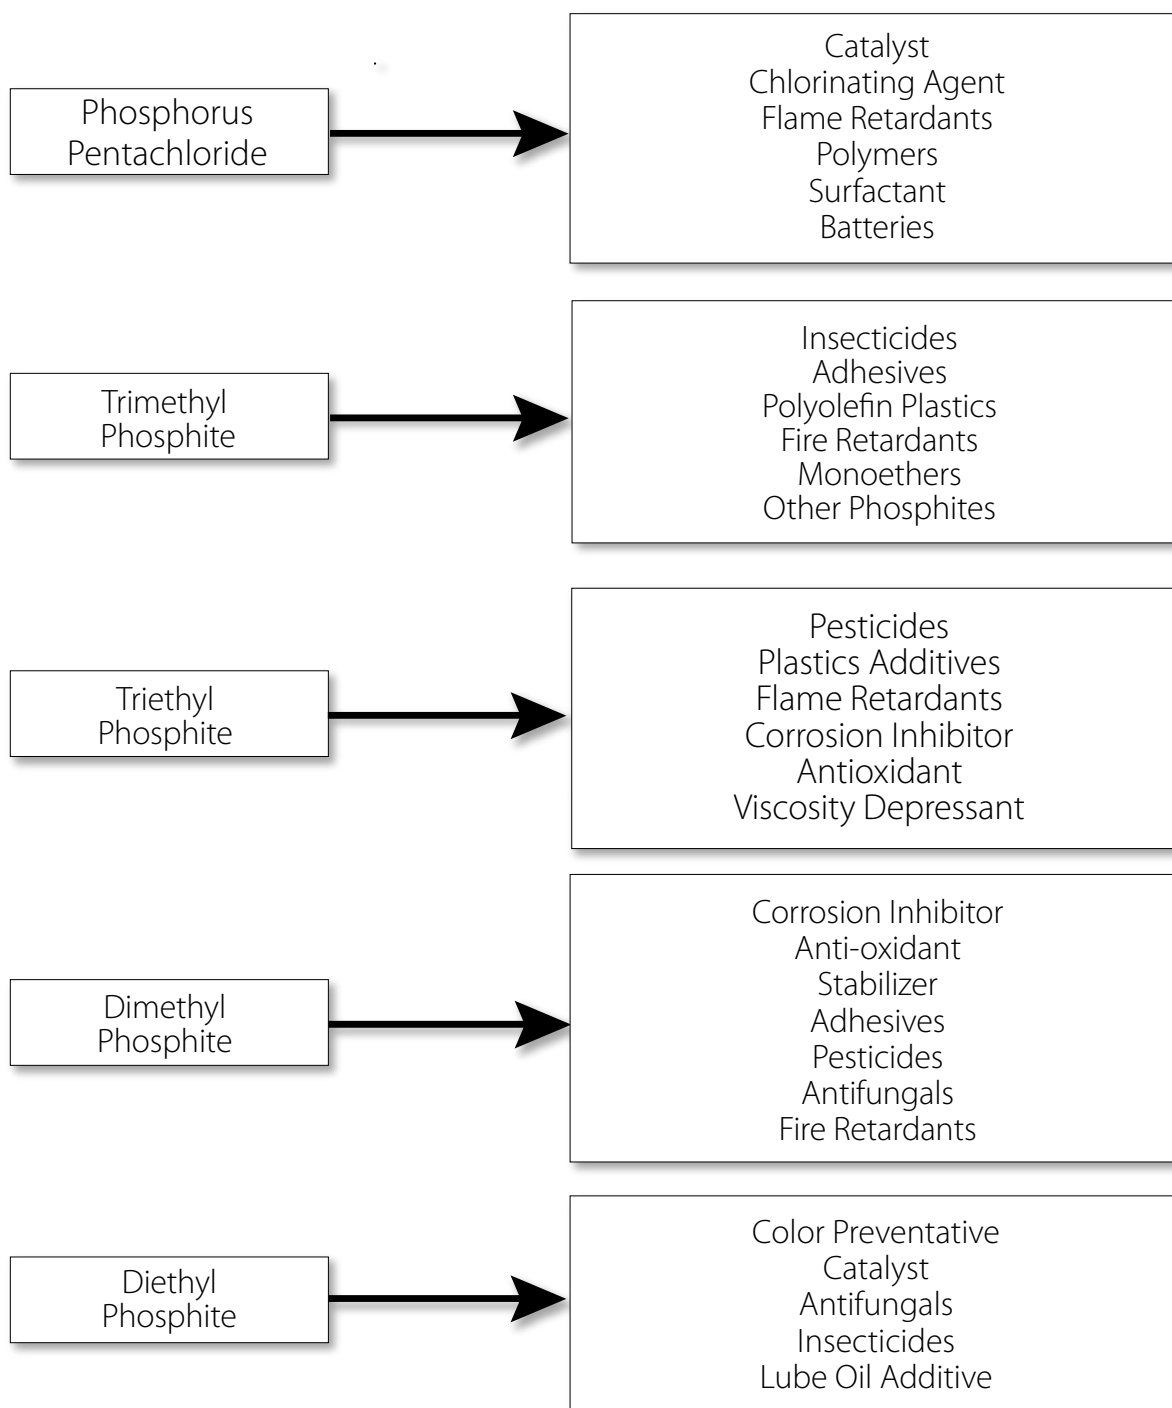 Phosphorus
Pentachloride
Catalyst
Chlorinating Agent
Flame Retardants
Polymers
Surfactant
Batteries
Trimethyl
Phosphite
Insecticides
Adhesives
Polyolefin Plastics
Fire Retardants
Monoethers
Other Phosphites
Triethyl
Phosphite
Pesticides
Plastics Additives
Flame Retardants
Corrosion Inhibitor
Antioxidant
Viscosity Depressant
Dimethyl
Phosphite
Corrosion Inhibitor
Anti-oxidant
Stabilizer
Adhesives
Pesticides
Antifungals
Fire Retardants
Diethyl
Phosphite
Color Preventative
Catalyst
Antifungals
Insecticides
Lube Oil Additive